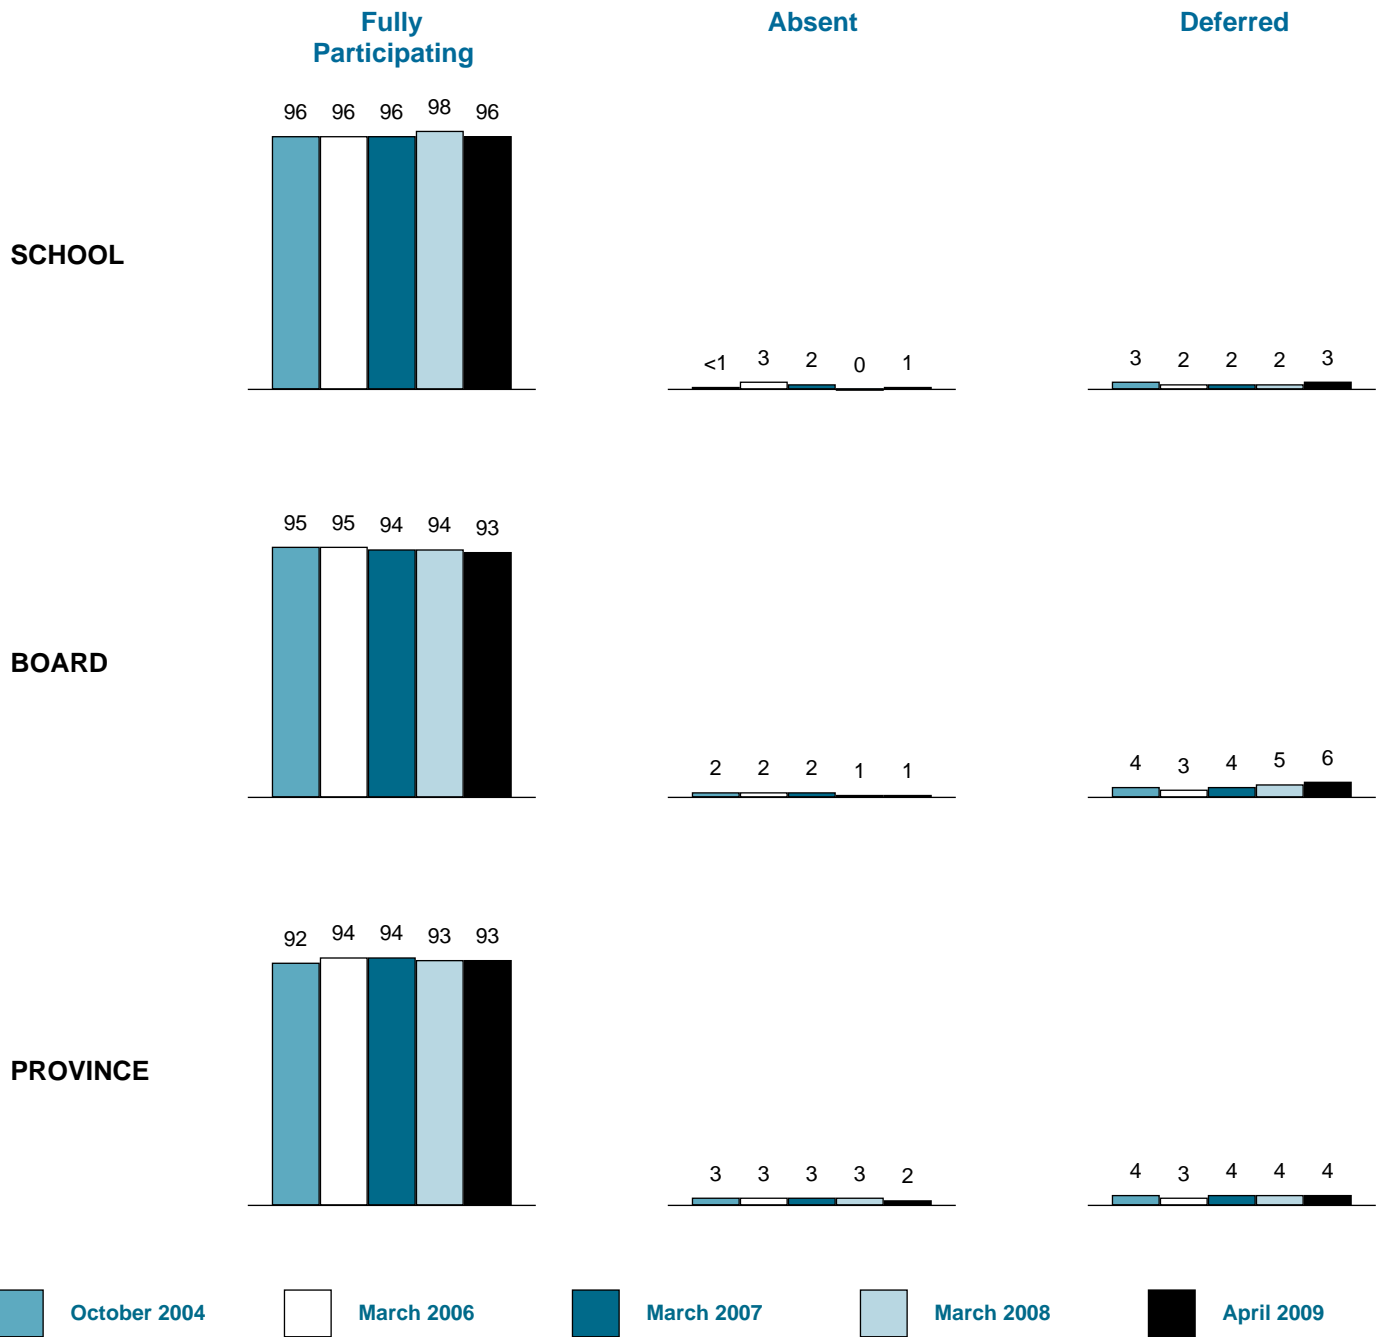 Fully
Participating
Absent
Deferred
96 96 96 98 96
SCHOOL
<1 3 2 0 1
3 2 2 2 3
95 95 94 94 93
BOARD
2 2 2 1 1
4 3 4 5 6
92 94 94 93 93
PROVINCE
3 3 3 3 2
4 3 4 4 4
October 2004
March 2006
March 2007
March 2008
April 2009